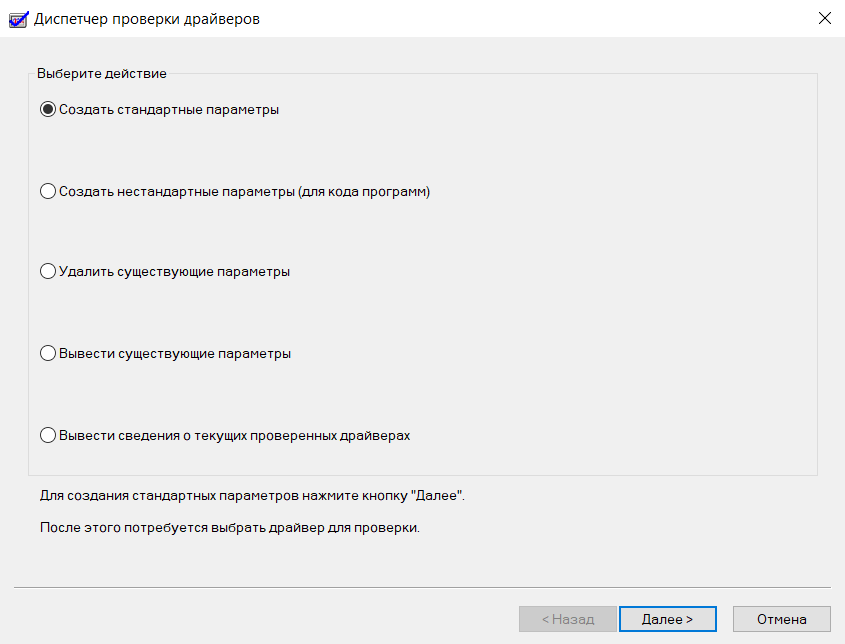 Диспетчер проверки драйверов
Выберите действие
Создать стандартные параметры
Создать нестандартные параметры (для кода программ)
Удалить существующие параметры
Вывести существующие параметры
Вывести сведения о текущих проверенных драйверах
Для создания стандартных параметров нажмите кнопку "Далее".
После этого потребуется выбрать драйвер для проверки.
< Назад
Далее >
Отмена